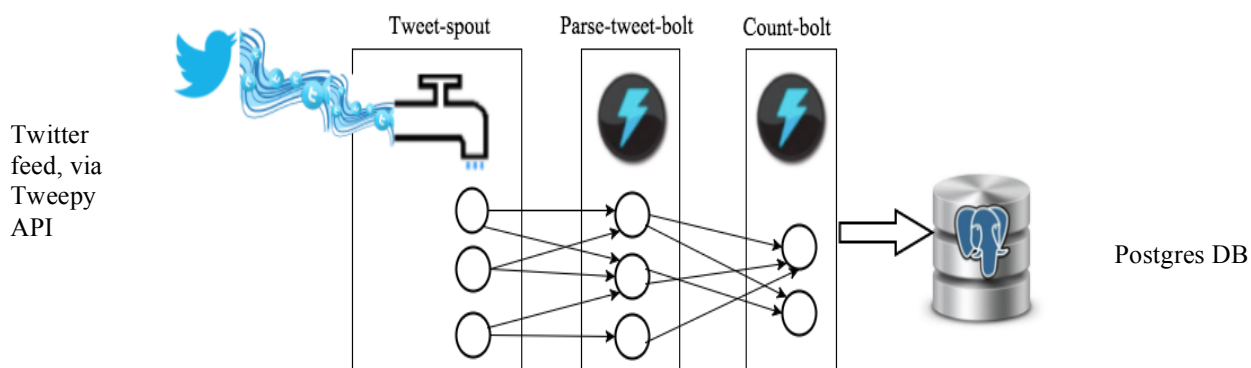 Tweet-spout
Parse-tweet-bolt
Count-bolt
Twitter
feed, via
Tweepy
API
Postgres DB